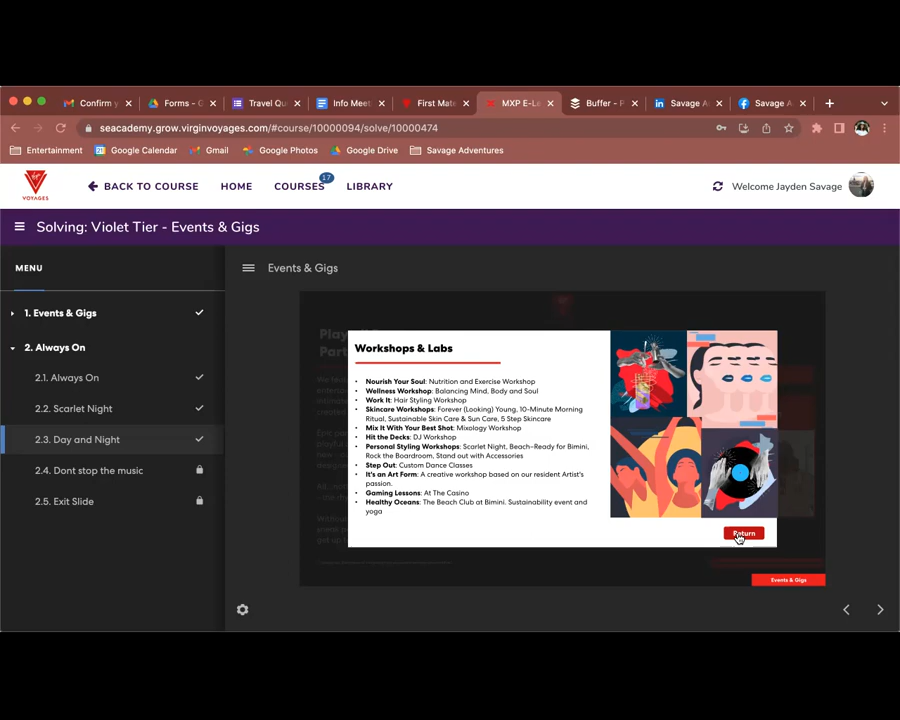 Confirm y
Forms - G
Travel Qu
Info Meet
First Mate
MXP E-Le
Buffer - P
Savage A
Savage A
seacademy.grow.virginvoyages.com/#course/10000094/solve/10000474
Entertainment
Google Calendar
Gmail
Google Photos
Google Drive
Savage Adventures
VOYAGES
BACK TO COURSE
HOME
COURSES
17
LIBRARY
Welcome Jayden Savage
Solving: Violet Tier - Events & Gigs
MENU
Events & Gigs
1. Events & Gigs
2. Always On
2.1. Always On
2.2. Scarlet Night
2.3. Day and Night
2.4. Dont stop the music
2.5. Exit Slide
Workshops & Labs
• Nourish Your Soul: Nutrition and Exercise Workshop
• Wellness Workshop: Balancing Mind, Body and Soul
• Work It: Hair Styling Workshop
• Skincare Workshops: Forever (Looking) Young, 10-Minute Morning
Ritual, Sustainable Skin Care & Sun Care, 5 Step Skincare
• Mix It With Your Best Shot: Mixology Workshop
• Hit the Decks: DJ Workshop
• Personal Styling Workshops: Scarlet Night, Beach-Ready for Bimini,
Rock the Boardroom, Stand out with Accessories
• Step Out: Custom Dance Classes
• It's an Art Form: A creative workshop based on our resident Artist's
passion.
• Gaming Lessons: At The Casino
• Healthy Oceans: The Beach Club at Bimini. Sustainability event and
yoga
Return
Events & Gigs